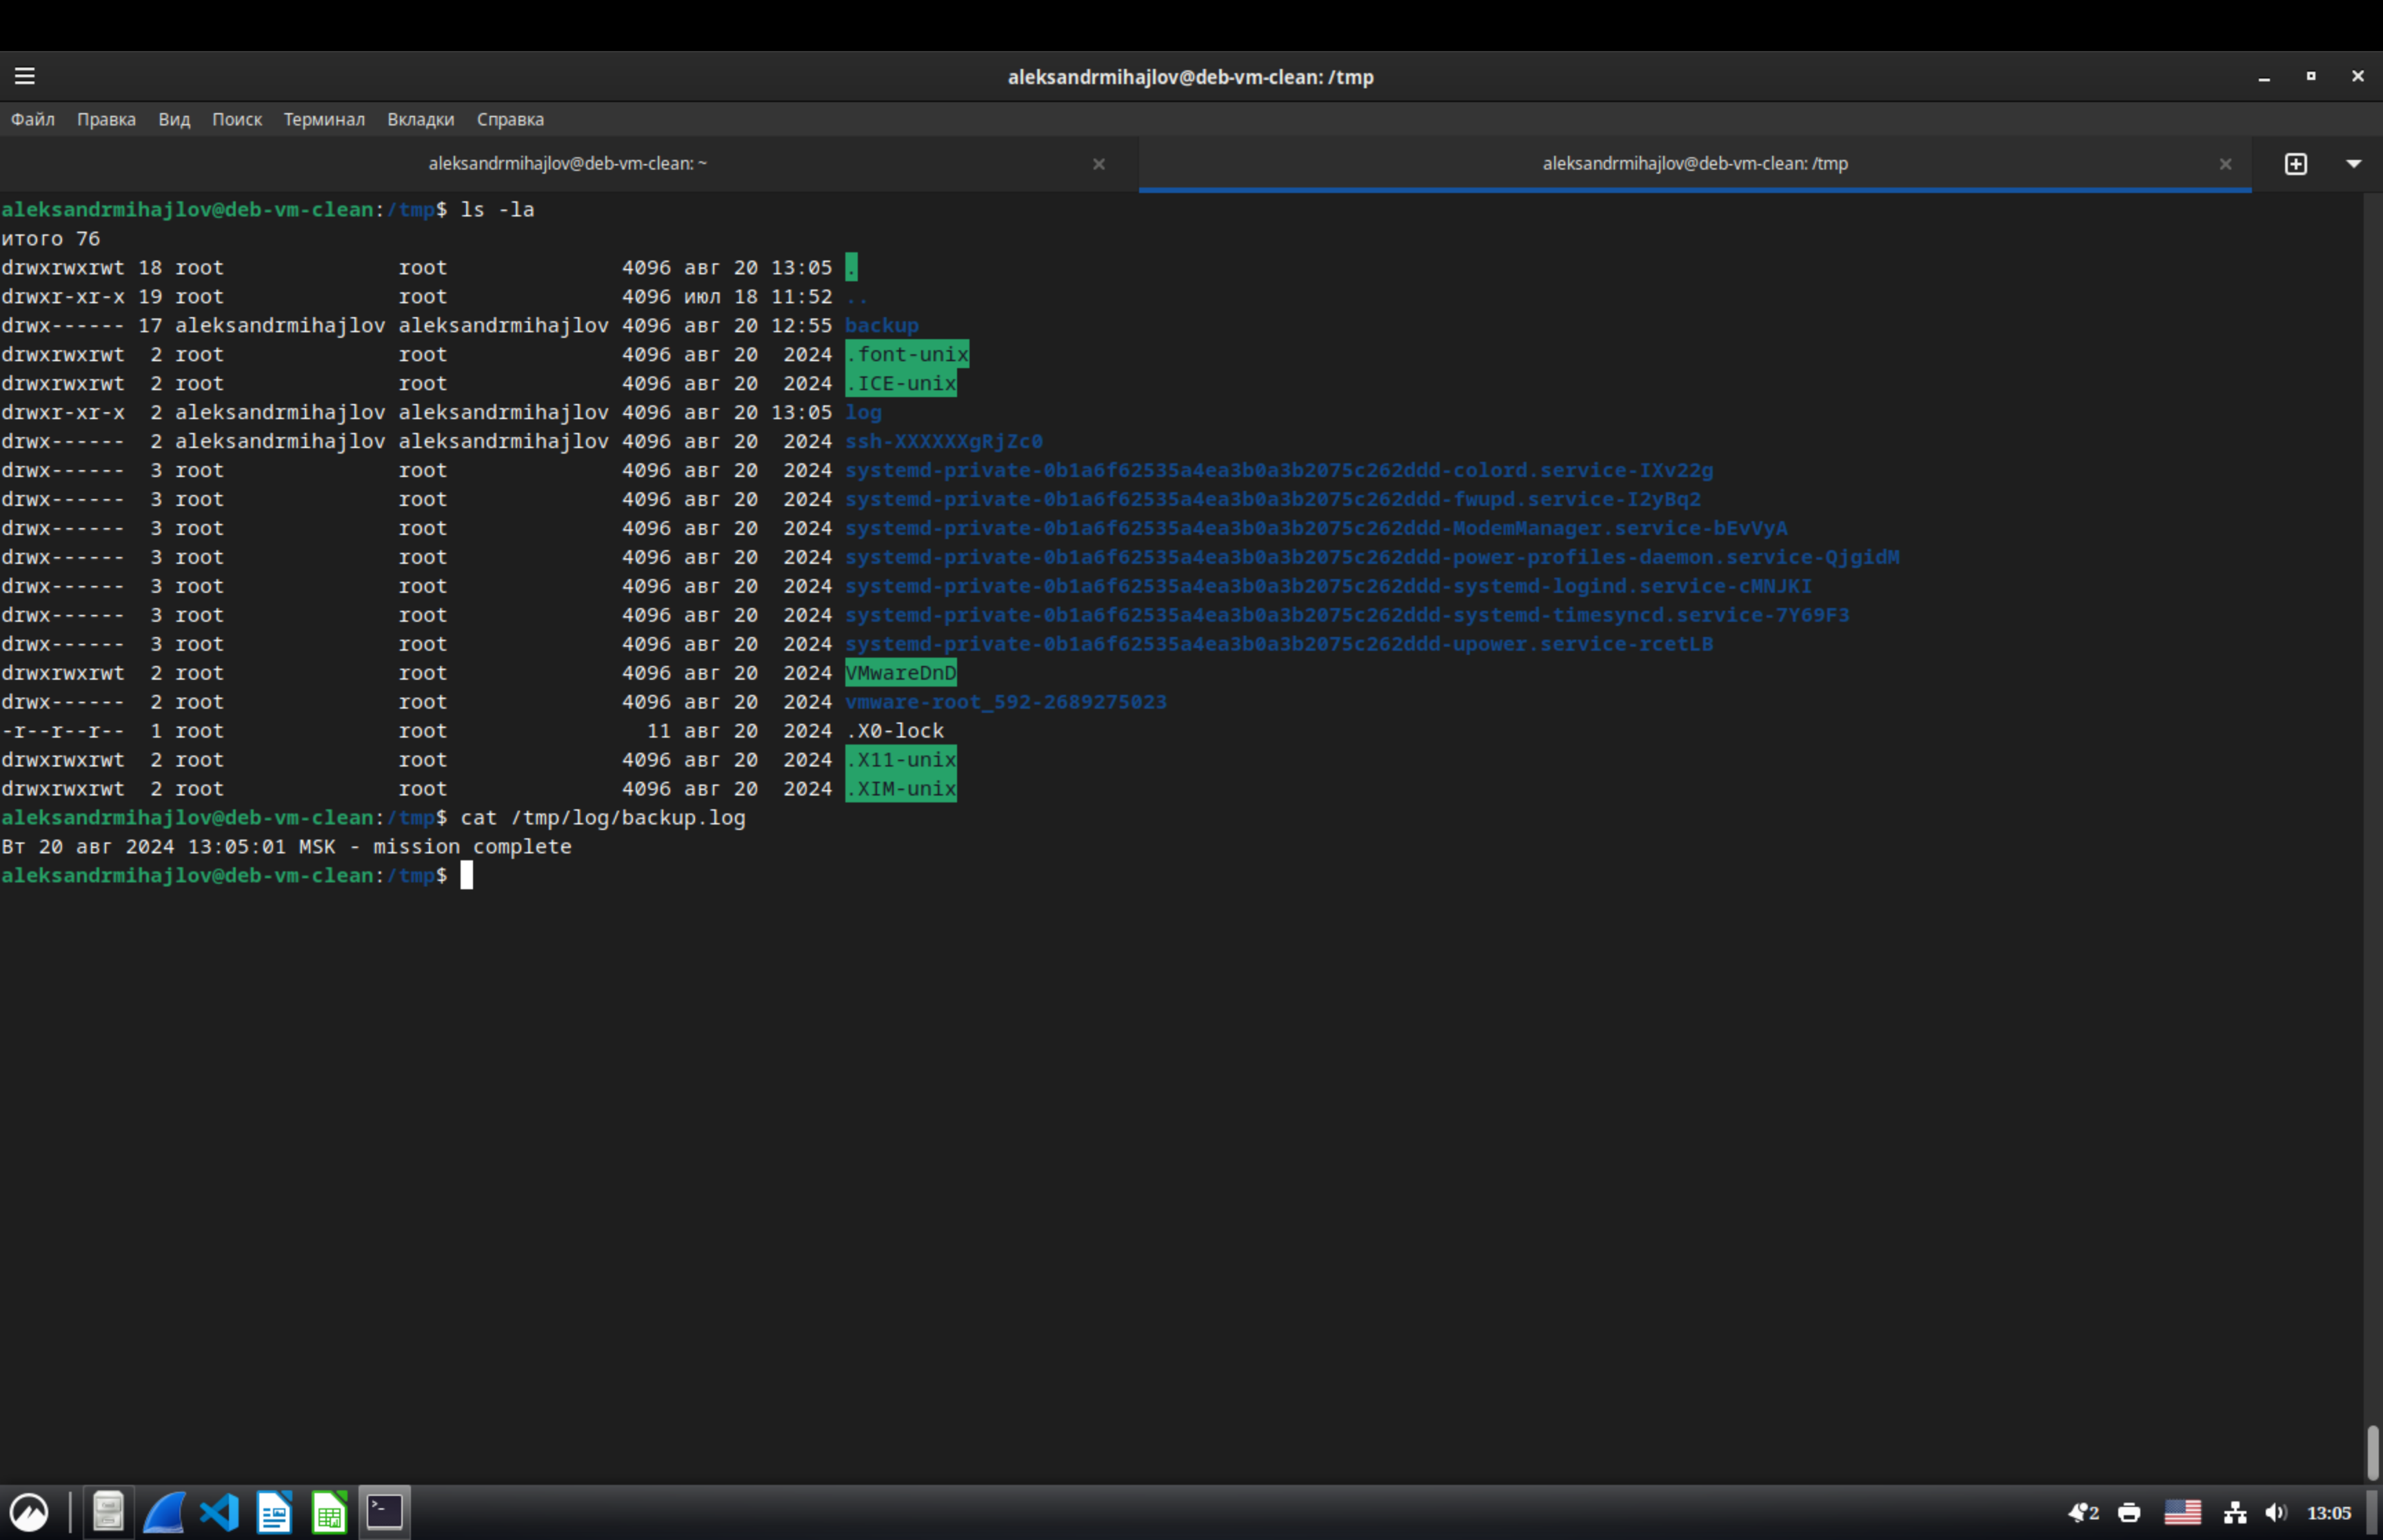 aleksandrmihajlov@deb-vm-clean: /tmp
Файл Правка Вид Поиск Терминал Вкладки Справка
aleksandrmihajlov@deb-vm-clean: ~ aleksandrmihajlov@deb-vm-clean: /tmp
aleksandrmihajlov@deb-vm-clean:/tmp$ ls -la
итого 76
drwxrwxrwt 18 root              root              4096 авг 20 13:05 .
drwxr-xr-x 19 root              root              4096 июл 18 11:52 ..
drwx------ 17 aleksandrmihajlov aleksandrmihajlov 4096 авг 20 12:55 backup
drwxrwxrwt  2 root              root              4096 авг 20  2024 .font-unix
drwxrwxrwt  2 root              root              4096 авг 20  2024 .ICE-unix
drwxr-xr-x  2 aleksandrmihajlov aleksandrmihajlov 4096 авг 20 13:05 log
drwx------  2 aleksandrmihajlov aleksandrmihajlov 4096 авг 20  2024 ssh-XXXXXXgRjZc0
drwx------  3 root              root              4096 авг 20  2024 systemd-private-0b1a6f62535a4ea3b0a3b2075c262ddd-colord.service-IXv22g
drwx------  3 root              root              4096 авг 20  2024 systemd-private-0b1a6f62535a4ea3b0a3b2075c262ddd-fwupd.service-I2yBq2
drwx------  3 root              root              4096 авг 20  2024 systemd-private-0b1a6f62535a4ea3b0a3b2075c262ddd-ModemManager.service-bEvVyA
drwx------  3 root              root              4096 авг 20  2024 systemd-private-0b1a6f62535a4ea3b0a3b2075c262ddd-power-profiles-daemon.service-QjgidM
drwx------  3 root              root              4096 авг 20  2024 systemd-private-0b1a6f62535a4ea3b0a3b2075c262ddd-systemd-logind.service-cMNJKI
drwx------  3 root              root              4096 авг 20  2024 systemd-private-0b1a6f62535a4ea3b0a3b2075c262ddd-systemd-timesyncd.service-7Y69F3
drwx------  3 root              root              4096 авг 20  2024 systemd-private-0b1a6f62535a4ea3b0a3b2075c262ddd-upower.service-rcetLB
drwxrwxrwt  2 root              root              4096 авг 20  2024 VMwareDnD
drwx------  2 root              root              4096 авг 20  2024 vmware-root_592-2689275023
-r--r--r--  1 root              root                11 авг 20  2024 .X0-lock
drwxrwxrwt  2 root              root              4096 авг 20  2024 .X11-unix
drwxrwxrwt  2 root              root              4096 авг 20  2024 .XIM-unix
aleksandrmihajlov@deb-vm-clean:/tmp$ cat /tmp/log/backup.log
Вт 20 авг 2024 13:05:01 MSK - mission complete
aleksandrmihajlov@deb-vm-clean:/tmp$
2 13:05